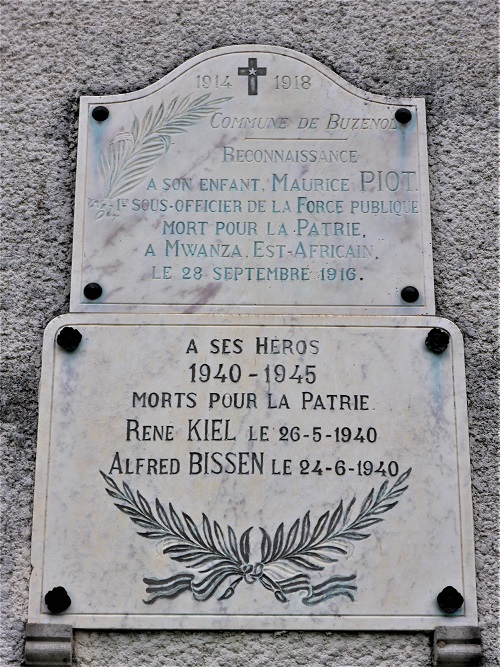 1914 1918
COMMUNE DE BUZENOL
RECONNAISSANCE
A SON ENFANT. MAURICE PIOT.
1er SOUS-OFFICIER DE LA FORCE PUBLIQUE
MORT POUR LA PATRIE,
A MWANZA. EST-AFRICAIN,
LE 28 SEPTEMBRE 1916.
A SES HÉROS
1940-1945
MORTS POUR LA PATRIE
RENE KIEL LE 26-5-1940
ALFRED BISSEN LE 24-6-1940